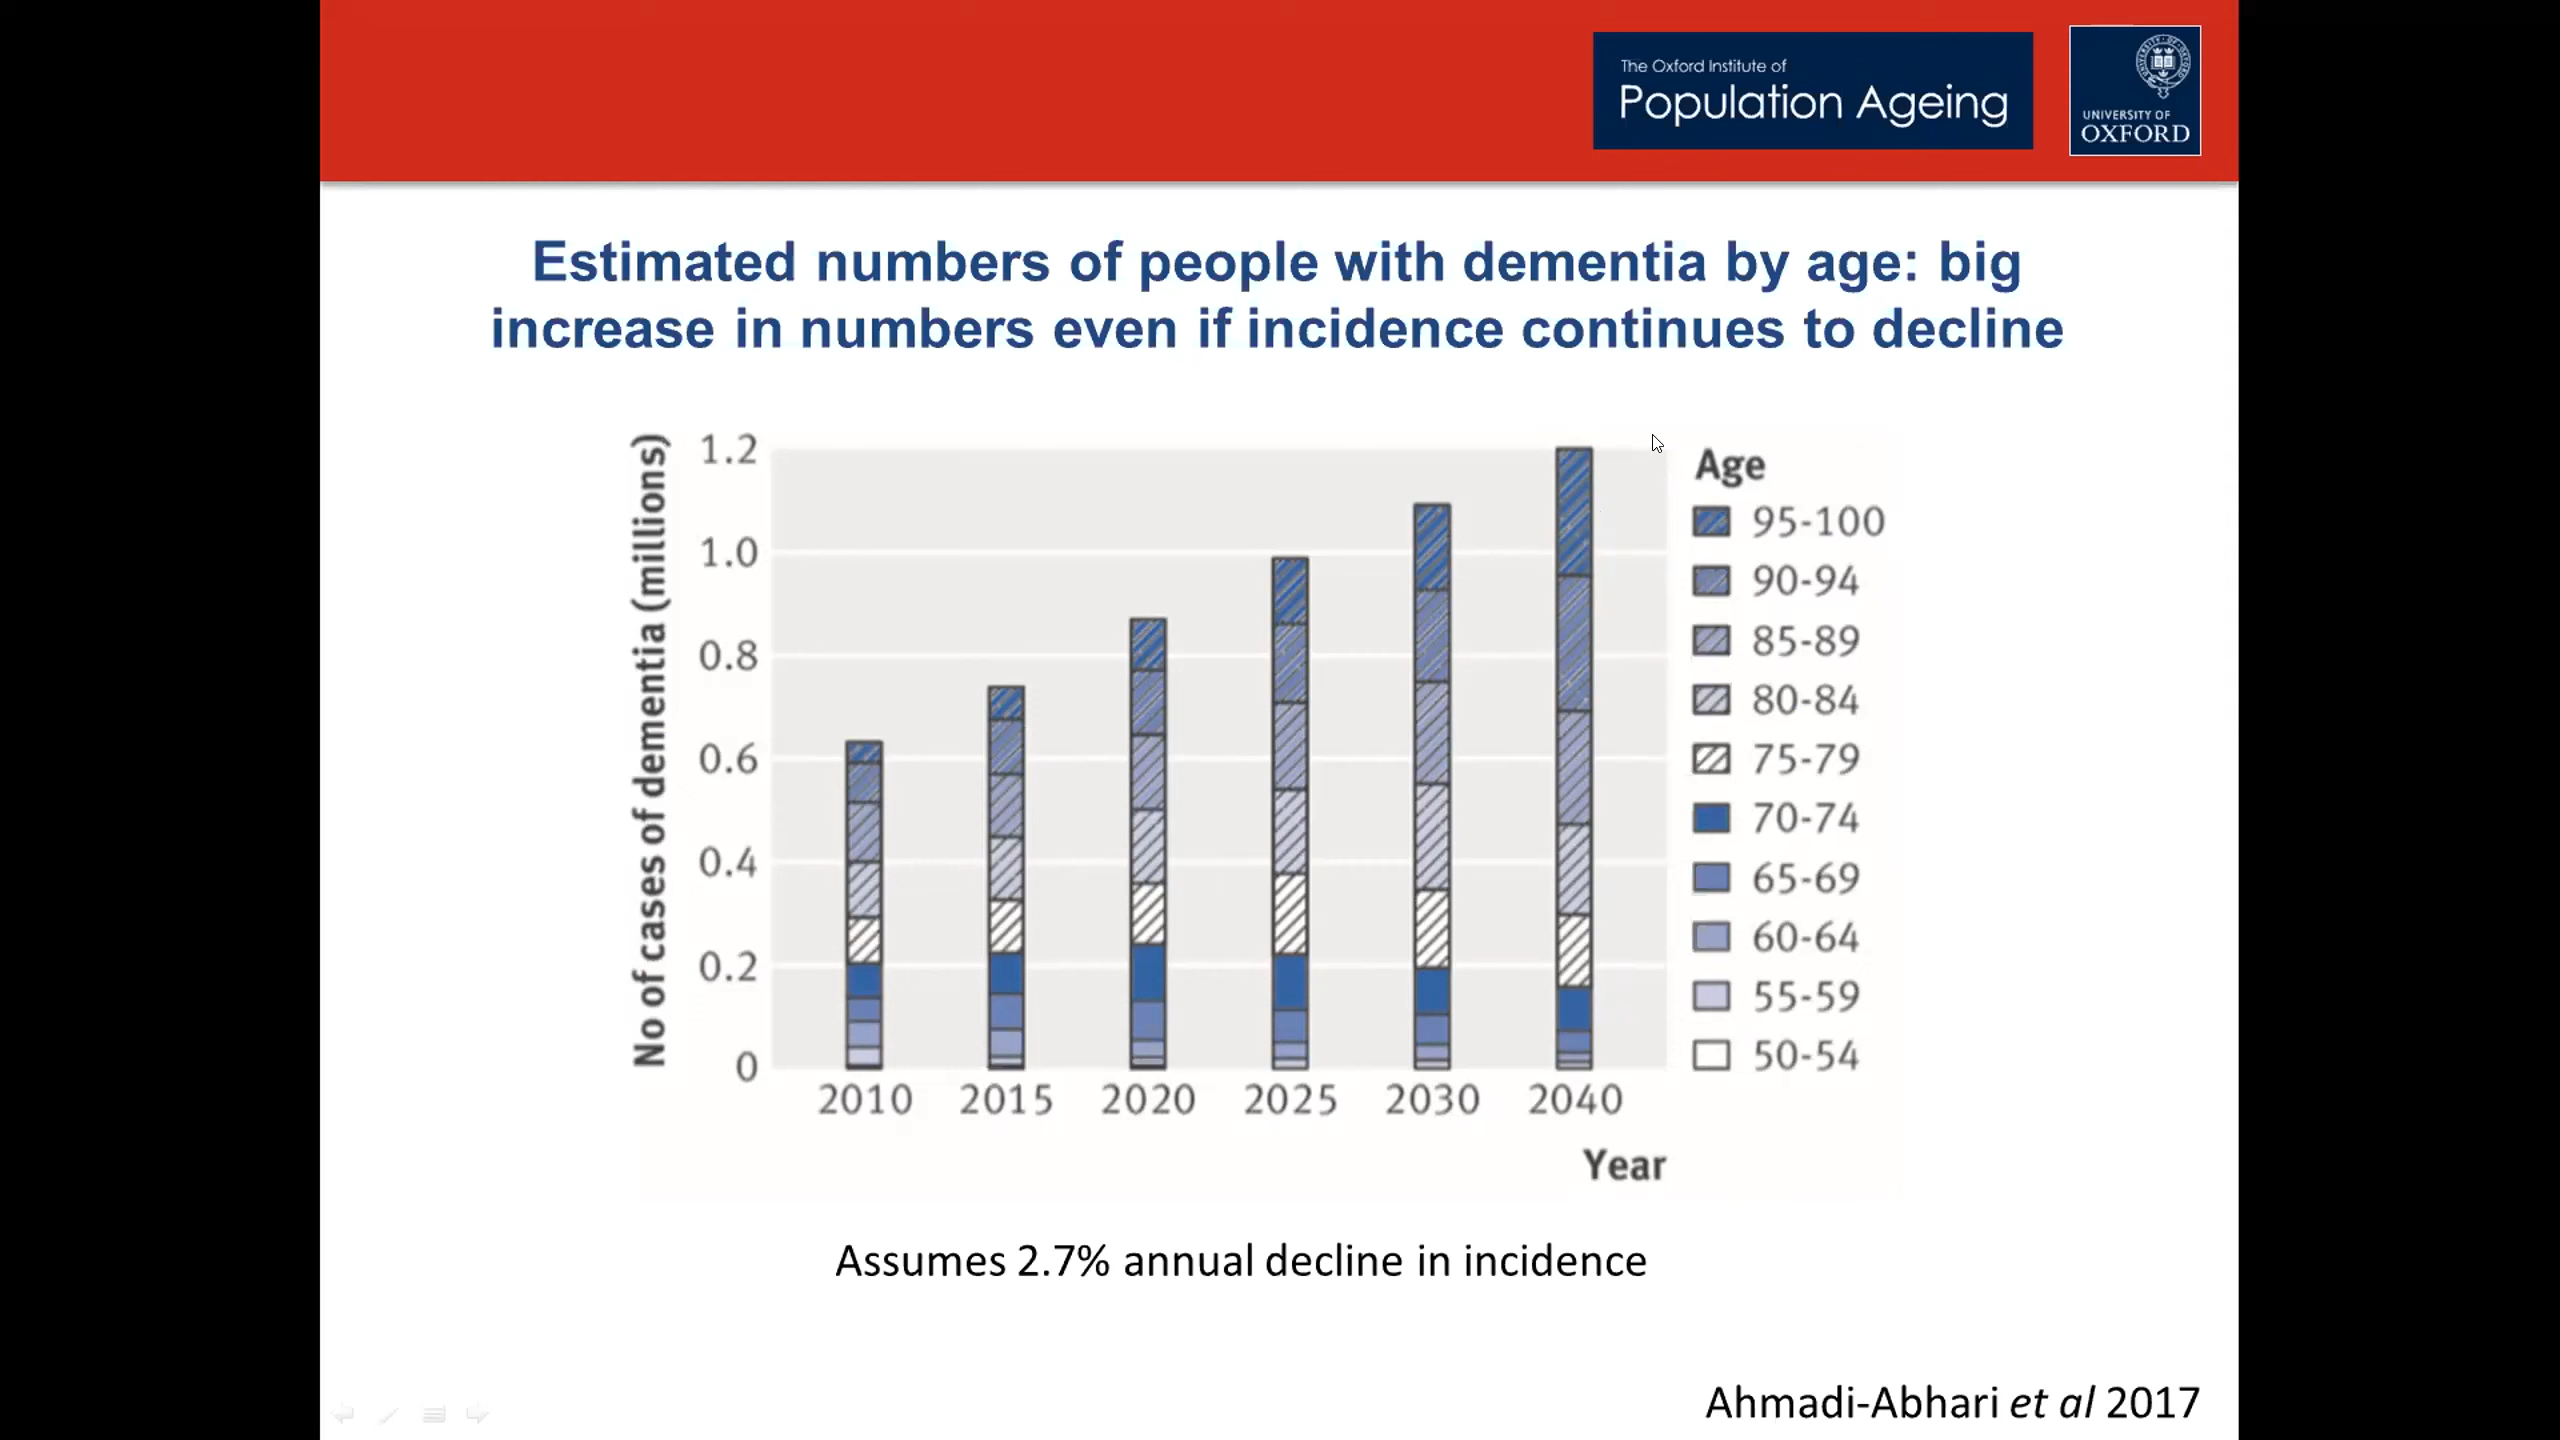 The Oxford Institute of
Population Ageing
UNIVERSITY OF
OXFORD
Estimated numbers of people with dementia by age: big
increase in numbers even if incidence continues to decline
No of cases of dementia (millions)
1.2
1.0
0.8
0.6
0.4
0.2
0
2010 2015 2020 2025 2030 2040
Year
Age
95-100
90-94
85-89
80-84
75-79
70-74
65-69
60-64
55-59
50-54
Assumes 2.7% annual decline in incidence
Ahmadi-Abhari et al 2017